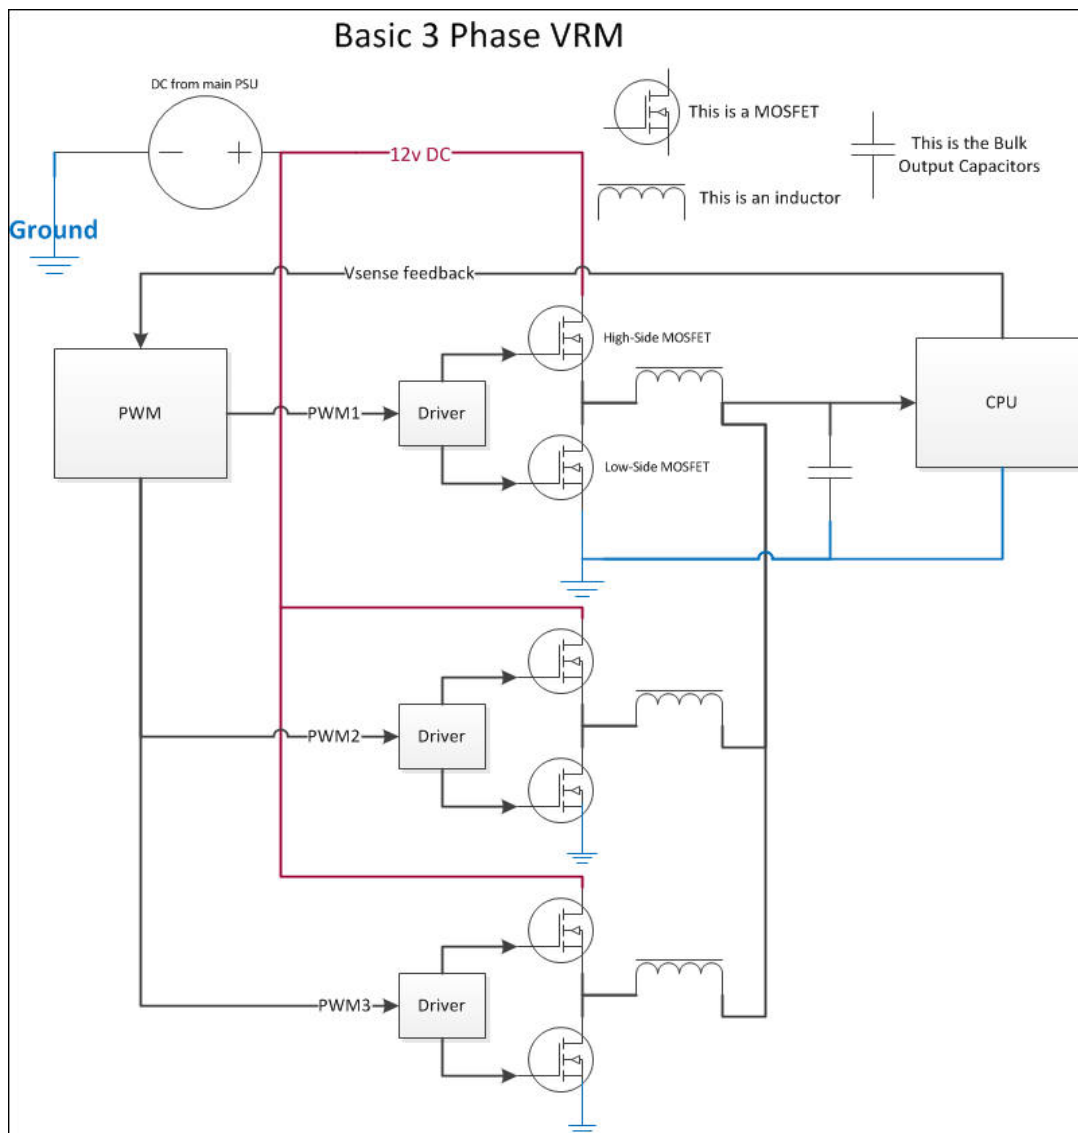 Basic 3 Phase VRM
DC from main PSU
This is a MOSFET
This is the Bulk
Output Capacitors
12v DC
This is an inductor
Ground
Vsense feedback
High-Side MOSFET
PWM
PWM1
Driver
CPU
Low-Side MOSFET
PWM2
Driver
PWM3
Driver